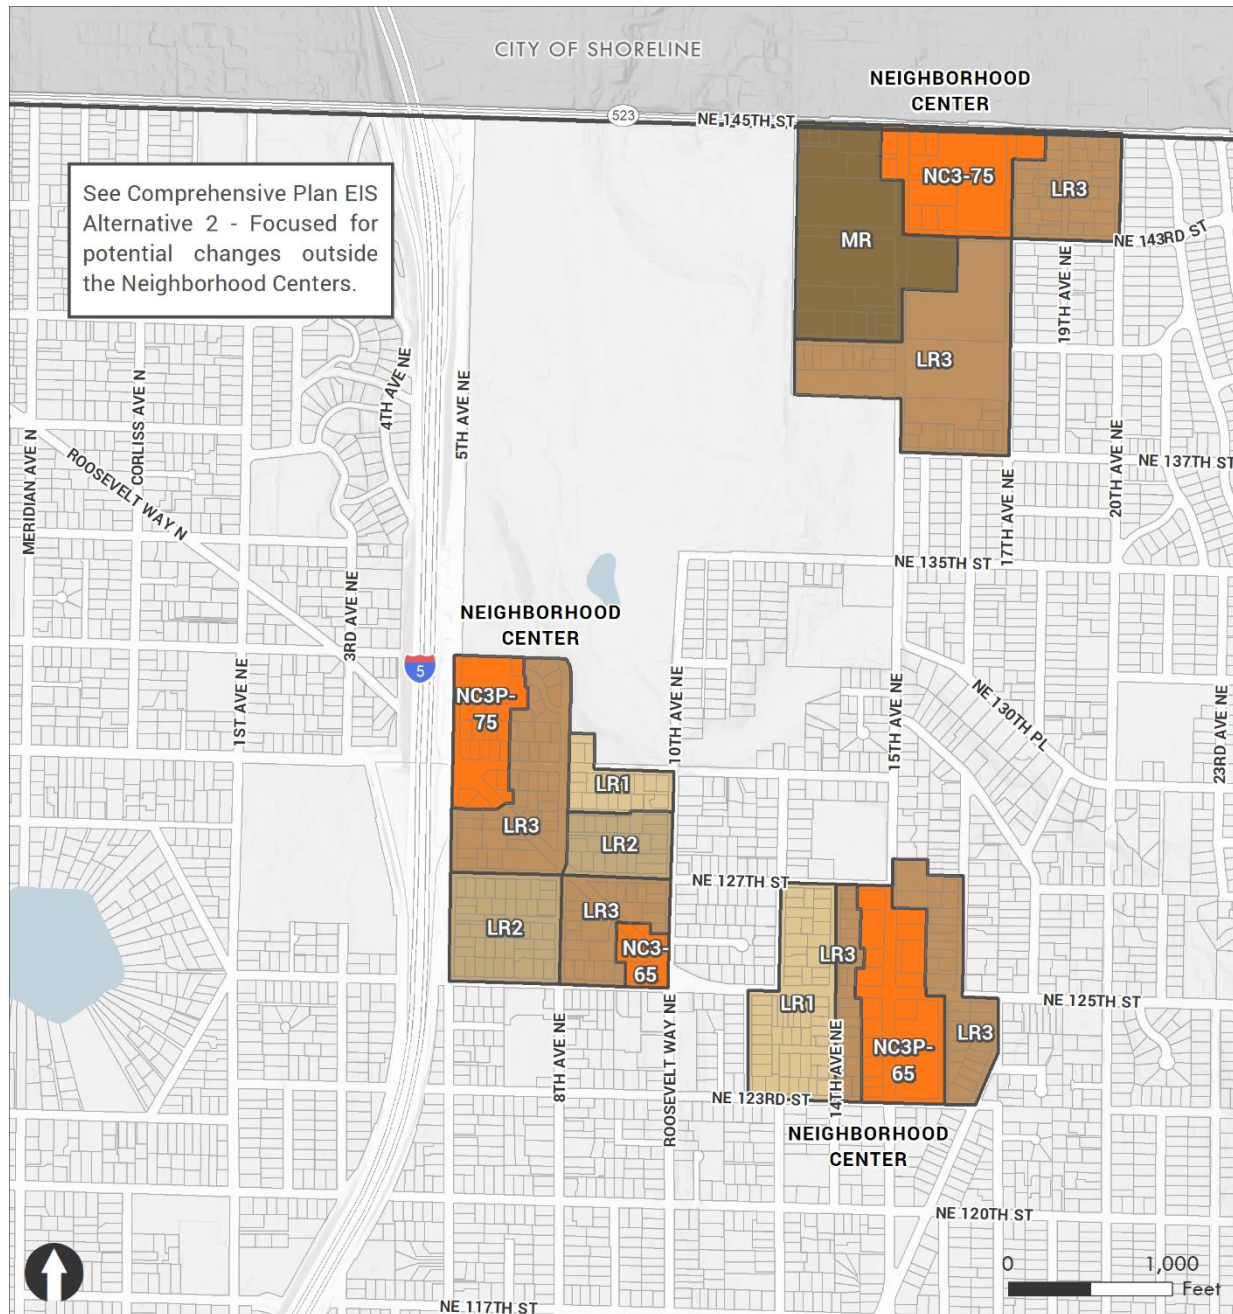 CITY OF SHORELINE
NEIGHBORHOOD
CENTER
523
NE 145TH ST
See Comprehensive Plan EIS
Alternative 2 - Focused for
potential changes outside
the Neighborhood Centers.
NC3-75
LR3
MR
NE 143RD ST
19TH AVE NE
LR3
4TH AVE NE
5TH AVE NE
CORLISS AVE N
MERIDIAN AVE N
ROOSEVELT WAY N
20TH AVE NE
NE 137TH ST
17TH AVE NE
NE 135TH ST
3RD AVE NE
NEIGHBORHOOD
CENTER
5
1ST AVE NE
NC3P-
75
10TH AVE NE
15TH AVE NE
NE 130TH PL
23RD AVE NE
LR1
LR3
LR2
NE 127TH ST
LR3
LR2
NC3-
65
LR3
LR1
NE 125TH ST
LR3
NC3P-
65
14TH AVE NE
8TH AVE NE
ROOSEVELT WAY NE
NE 123RD ST
NEIGHBORHOOD
CENTER
NE 120TH ST
0 1,000
Feet
NE 117TH ST